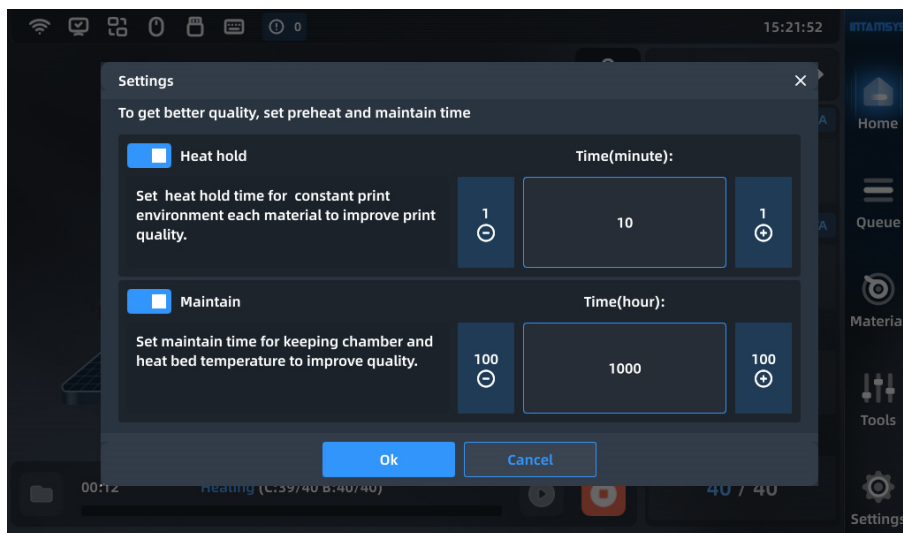 0
15:21:52
INTAMSYS
Settings
To get better quality, set preheat and maintain time
Heat hold
Time(minute):
Set heat hold time for constant print
environment each material to improve print
quality.
1
10
1
Maintain
Time(hour):
Set maintain time for keeping chamber and
heat bed temperature to improve quality.
100
1000
100
Ok
Cancel
00:12
Heating (C:39/40 B:40/40)
40 / 40
A
A
Home
Queue
Materia
Tools
Settings